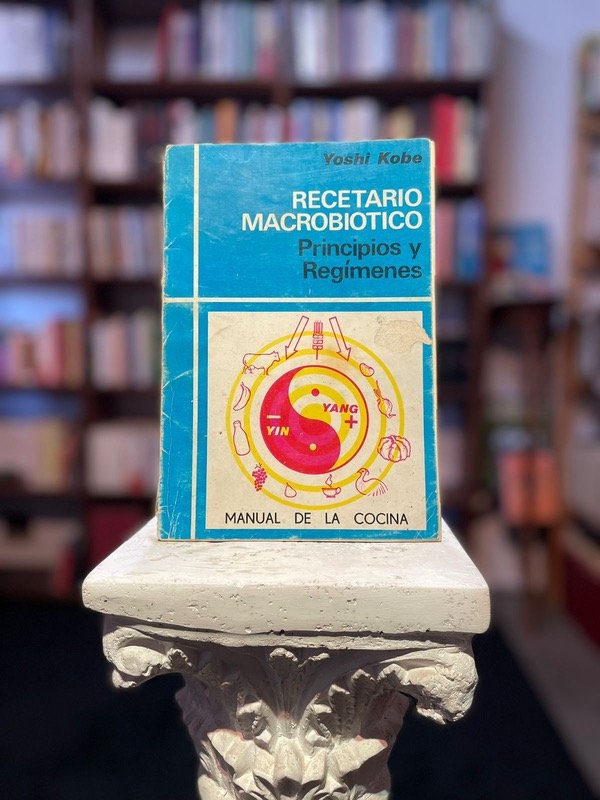 Yoshi Kobe
RECETARIO
MACROBIOTICO
Principios y
Regímenes
YANG
+
−
YIN
MANUAL DE LA COCINA